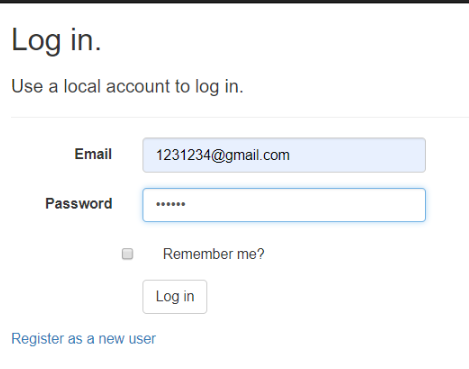 Log in.
Use a local account to log in.
Email 1231234@gmail.com
Password ••••••
Remember me?
Log in
Register as a new user